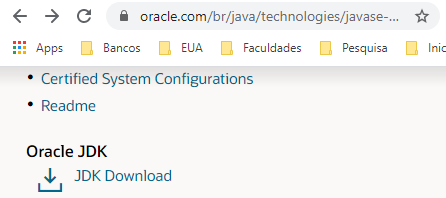 oracle.com/br/java/technologies/javase-...
Apps Bancos EUA Faculdades Pesquisa Inic
• Certified System Configurations
• Readme
Oracle JDK
JDK Download